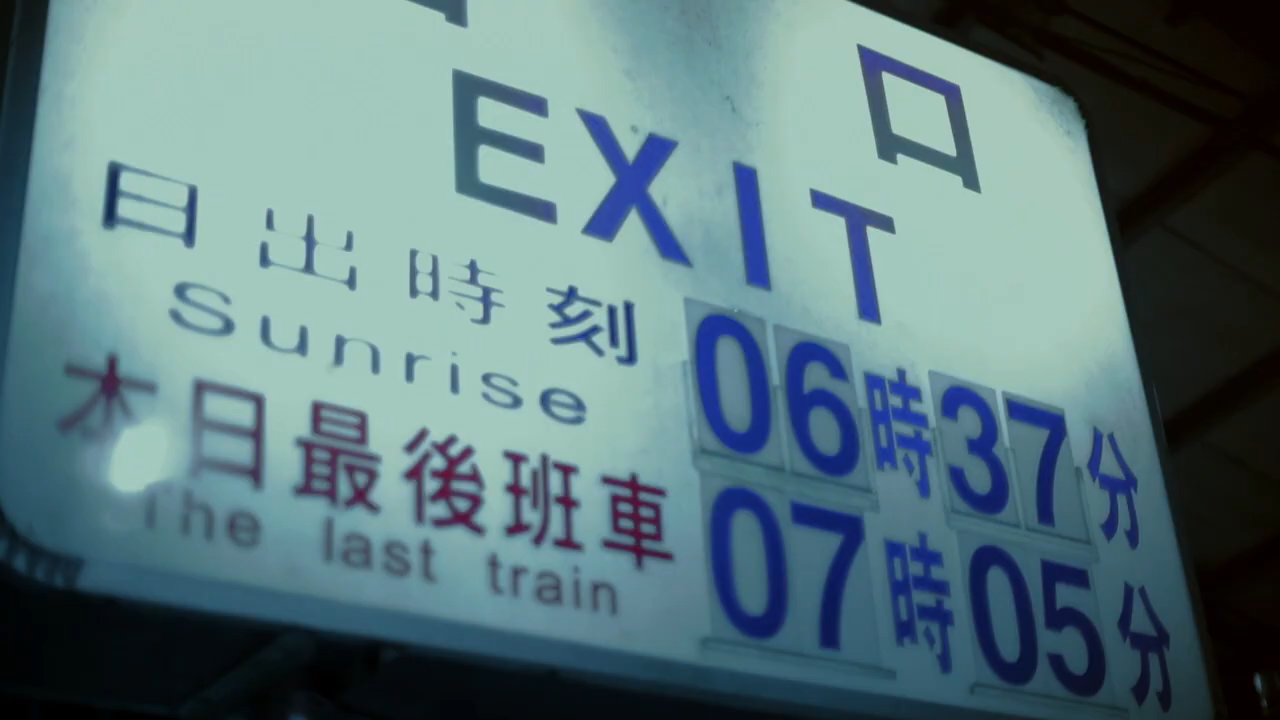 口
EXIT
日出時刻 06時37分
Sunrise
本日最後班車 07時05分
The last train